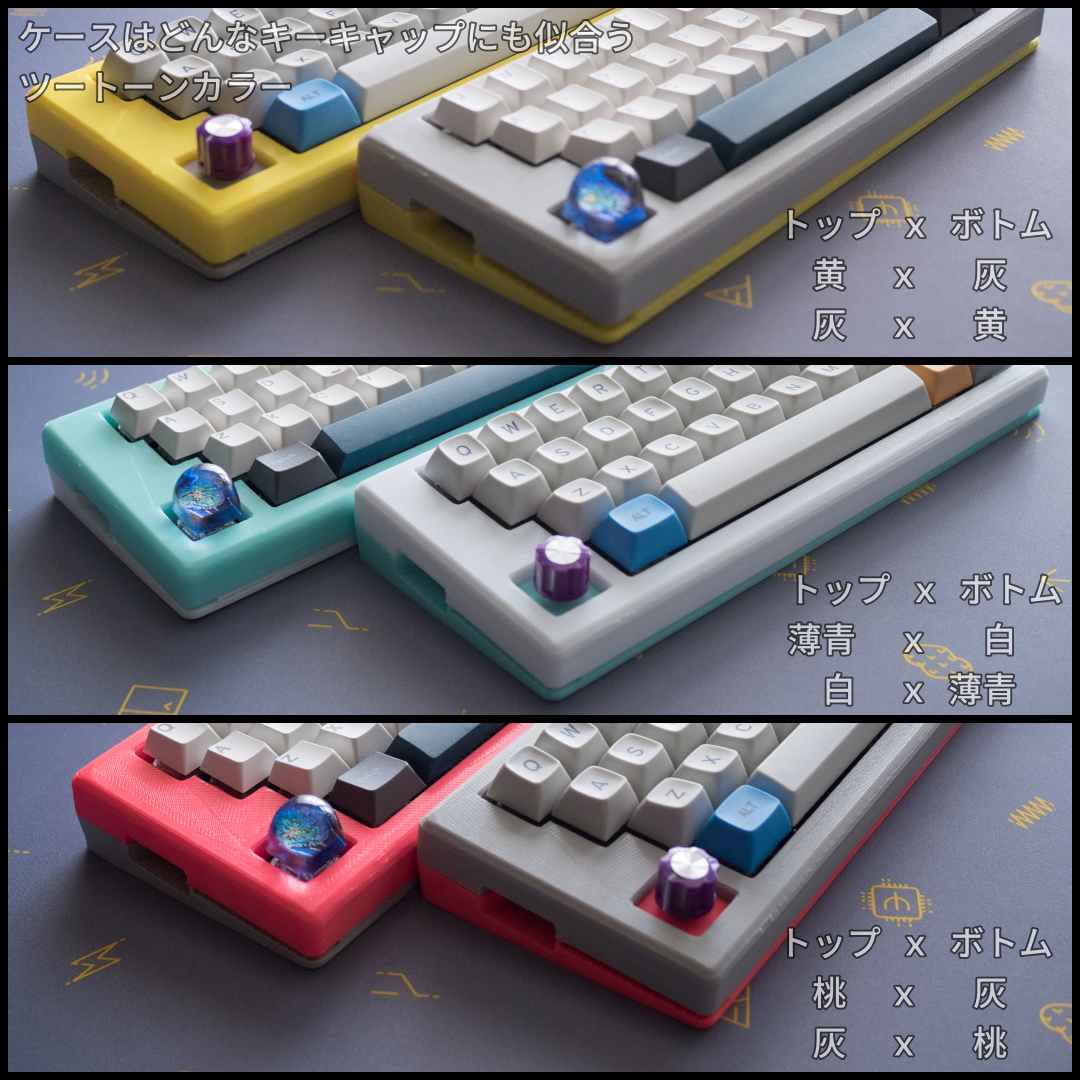 ケースはどんなキーキャップにも似合う
ツートーンカラー
W
A
X
ALT
トップ x ボトム
黄 x 灰
灰 x 黄
Q W
A S D
Z X C
Q W E R T
A S D F G H
Z X C V B N M
ALT
トップ x ボトム
薄青 x 白
白 x 薄青
Q
A
Z X
Q W
A S
Z X C
ALT
トップ x ボトム
桃 x 灰
灰 x 桃